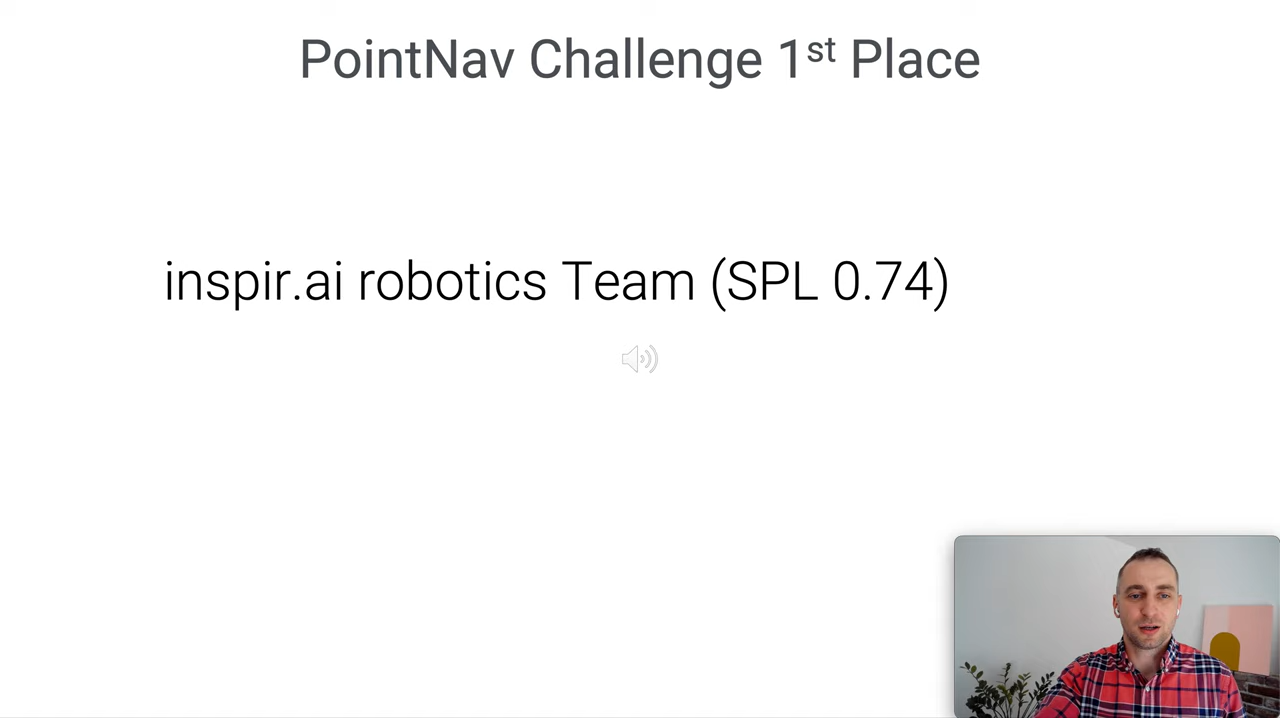 PointNav Challenge 1st Place
inspir.ai robotics Team (SPL 0.74)